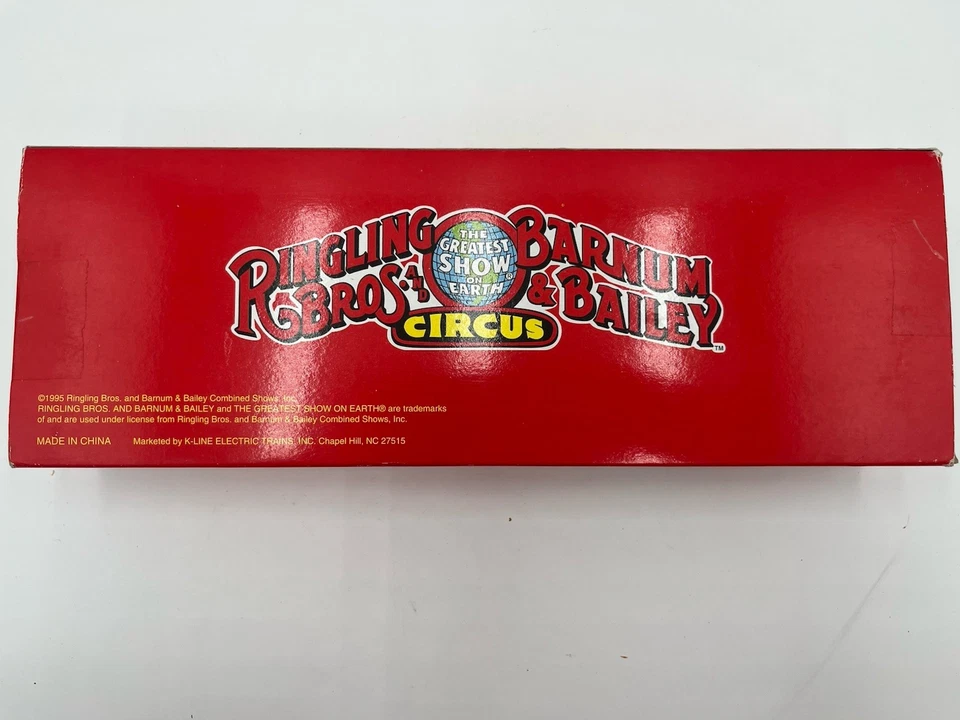 RINGLING BROS. AND BARNUM & BAILEY
THE GREATEST SHOW ON EARTH®
CIRCUS ™
©1995 Ringling Bros. and Barnum & Bailey Combined Shows, Inc.
RINGLING BROS. AND BARNUM & BAILEY and THE GREATEST SHOW ON EARTH® are trademarks
of and are used under license from Ringling Bros. and Barnum & Bailey Combined Shows, Inc.
MADE IN CHINA Marketed by K-LINE ELECTRIC TRAINS, INC. Chapel Hill, NC 27515